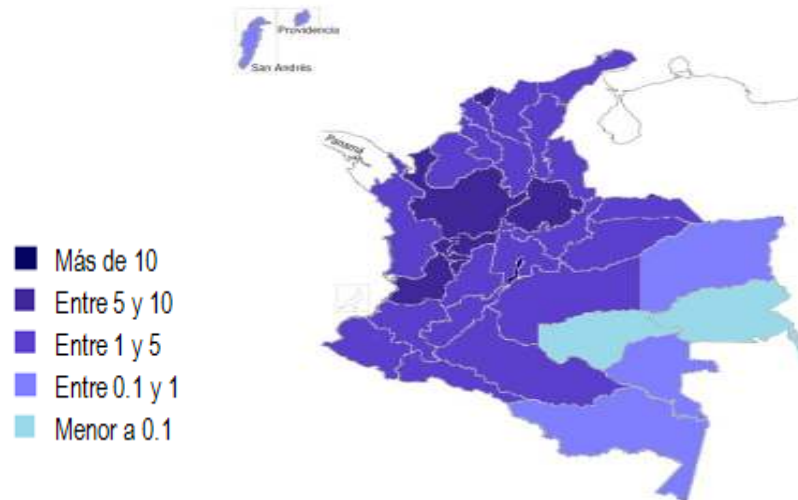 Providencia
San Andrés
Panamá
Más de 10
Entre 5 y 10
Entre 1 y 5
Entre 0.1 y 1
Menor a 0.1